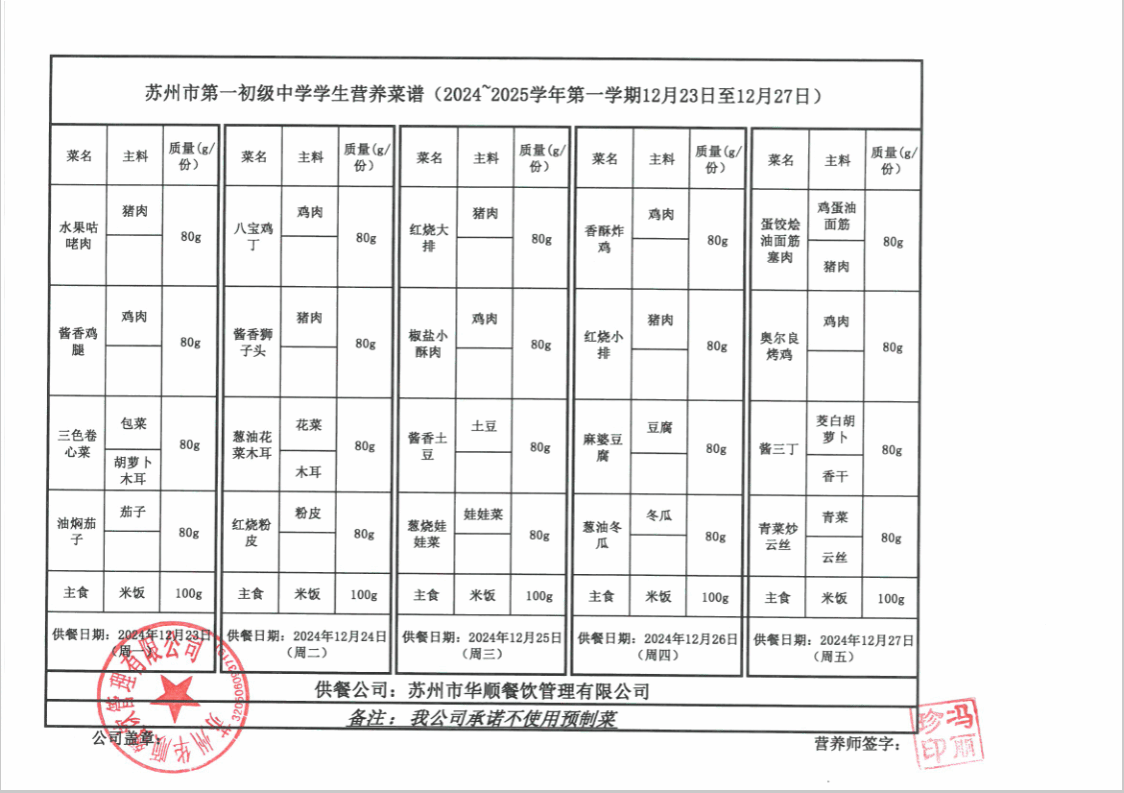 苏州市第一初级中学学生营养菜谱（2024~2025学年第一学期12月23日至12月27日）
菜名 主料 质量(g/份) 菜名 主料 质量(g/份) 菜名 主料 质量(g/份) 菜名 主料 质量(g/份) 菜名 主料 质量(g/份)
水果咕咾肉 猪肉 80g 八宝鸡丁 鸡肉 80g 红烧大排 猪肉 80g 香酥炸鸡 鸡肉 80g 蛋饺烩油面筋塞肉 鸡蛋油面筋 猪肉 80g
酱香鸡腿 鸡肉 80g 酱香狮子头 猪肉 80g 椒盐小酥肉 鸡肉 80g 红烧小排 猪肉 80g 奥尔良烤鸡 鸡肉 80g
三色卷心菜 包菜 胡萝卜木耳 80g 葱油花菜木耳 花菜 木耳 80g 酱香土豆 土豆 80g 麻婆豆腐 豆腐 80g 酱三丁 茭白胡萝卜 香干 80g
油焖茄子 茄子 80g 红烧粉皮 粉皮 80g 葱烧娃娃菜 娃娃菜 80g 葱油冬瓜 冬瓜 80g 青菜炒云丝 青菜 云丝 80g
主食 米饭 100g 主食 米饭 100g 主食 米饭 100g 主食 米饭 100g 主食 米饭 100g
供餐日期：2024年12月23日（周一） 供餐日期：2024年12月24日（周二） 供餐日期：2024年12月25日（周三） 供餐日期：2024年12月26日（周四） 供餐日期：2024年12月27日（周五）
供餐公司：苏州市华顺餐饮管理有限公司
备注：我公司承诺不使用预制菜
公司盖章：
营养师签字：
冯顺珍印